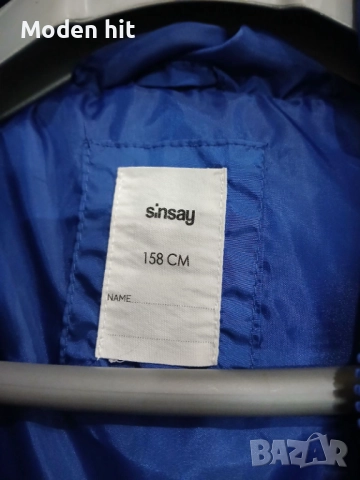 Moden hit
sinsay
158 CM
NAME
BAZAR